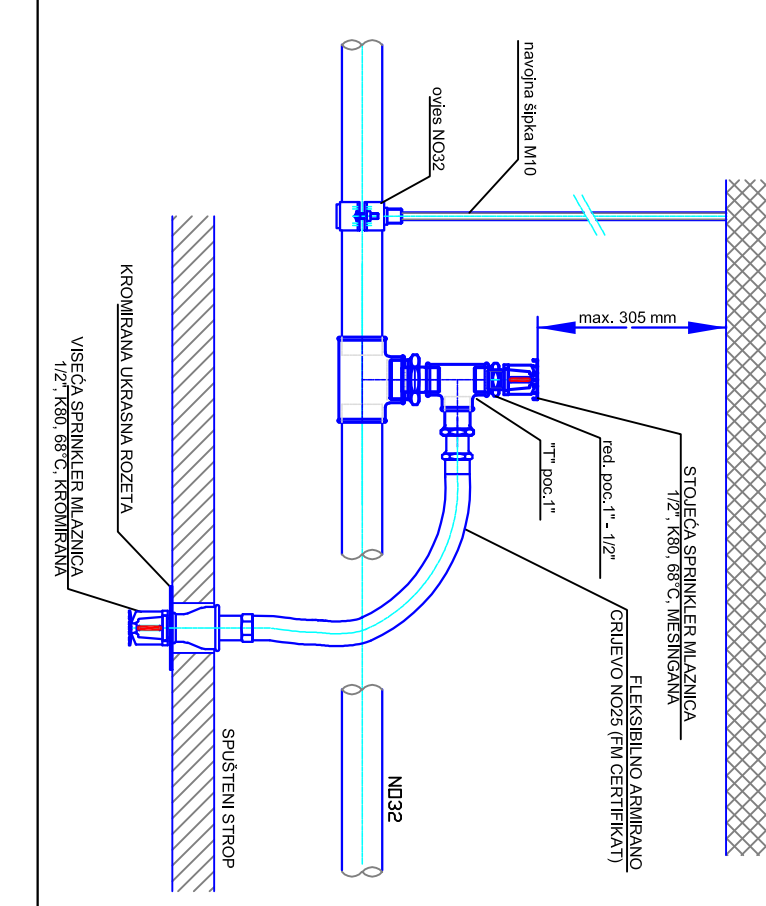 navojna šipka M10
ovjes NO32
max. 305 mm
STOJEĆA SPRINKLER MLAZNICA
1/2", K80, 68°C, MESINGANA
red. poc.1" - 1/2"
"T" poc.1"
FLEKSIBILNO ARMIRANO
CRIJEVO NO25 (FM CERTIFIKAT)
NO32
KROMIRANA UKRASNA ROZETA
VISEĆA SPRINKLER MLAZNICA
1/2", K80, 68°C, KROMIRANA
SPUŠTENI STROP